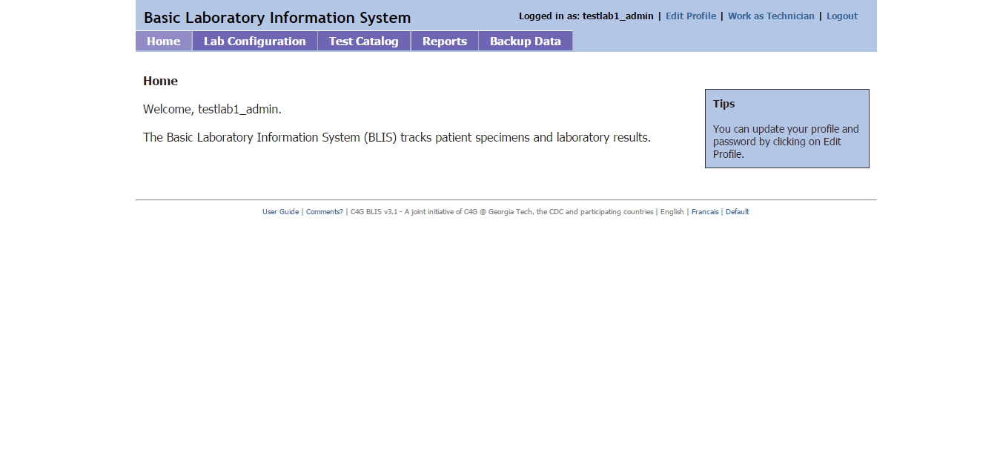 Basic Laboratory Information System
Logged in as: testlab1_admin | Edit Profile | Work as Technician | Logout
Home Lab Configuration Test Catalog Reports Backup Data
Home
Welcome, testlab1_admin.
The Basic Laboratory Information System (BLIS) tracks patient specimens and laboratory results.
Tips
You can update your profile and
password by clicking on Edit
Profile.
User Guide | Comments? | C4G BLIS v3.1 - A joint initiative of C4G @ Georgia Tech, the CDC and participating countries | English | Francais | Default